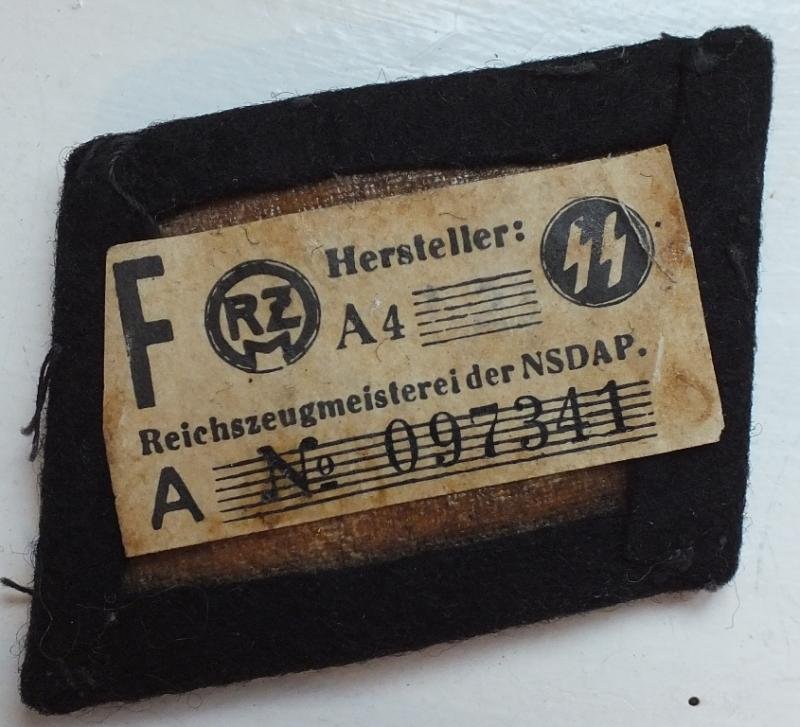 F
RZM
Hersteller:
A4
Reichszeugmeisterei der NSDAP.
A № 097341